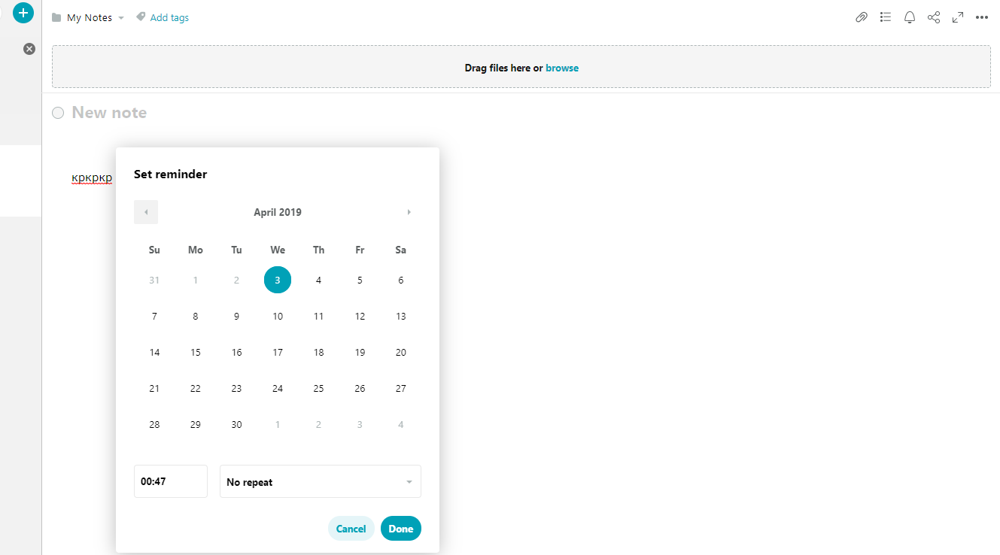 My Notes Add tags
Drag files here or browse
New note
кркркр
Set reminder
April 2019
Su Mo Tu We Th Fr Sa
31 1 2 3 4 5 6
7 8 9 10 11 12 13
14 15 16 17 18 19 20
21 22 23 24 25 26 27
28 29 30 1 2 3 4
00:47 No repeat
Cancel Done